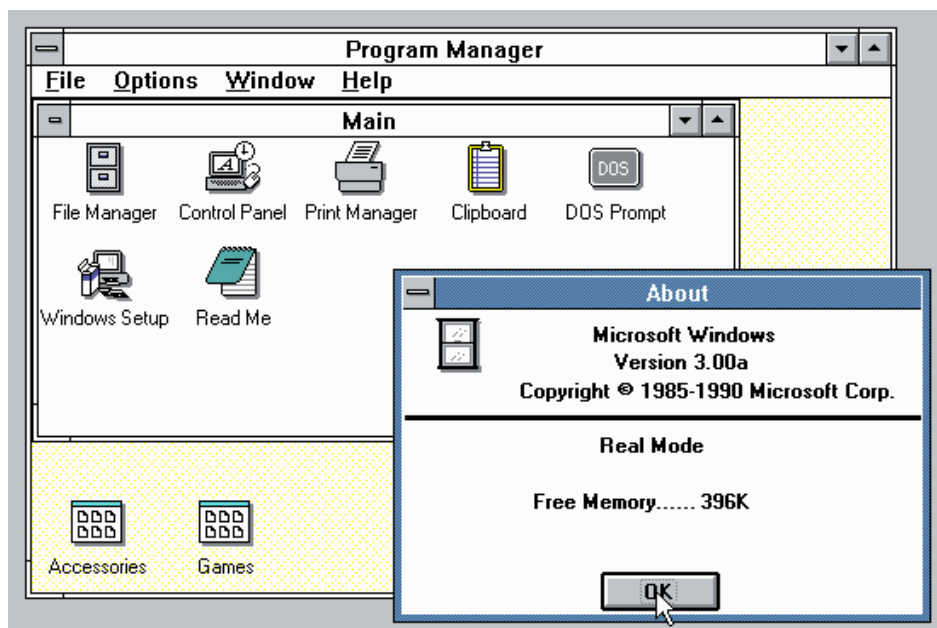 Program Manager
File Options Window Help
Main
DOS
File Manager Control Panel Print Manager Clipboard DOS Prompt
Windows Setup Read Me
About
Microsoft Windows
Version 3.00a
Copyright © 1985-1990 Microsoft Corp.
Real Mode
Free Memory...... 396K
Accessories Games
OK